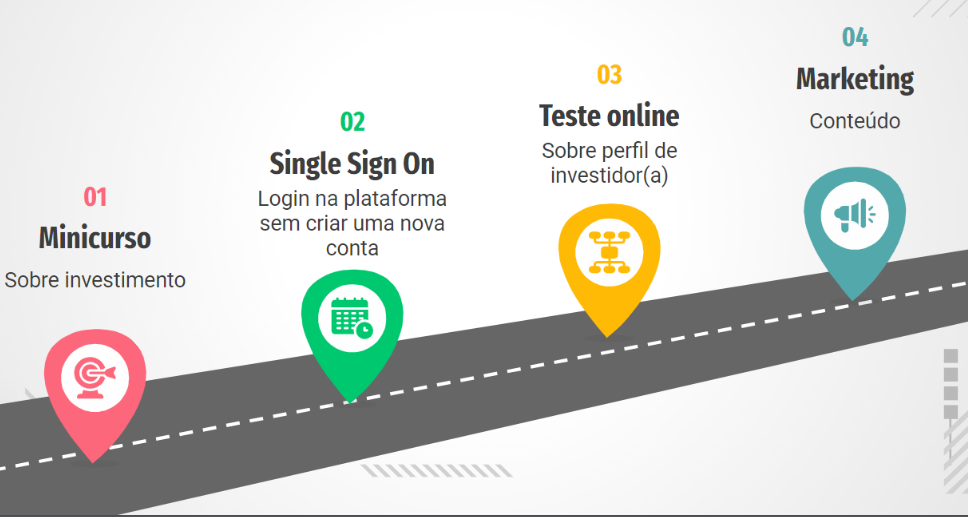 01
Minicurso
Sobre investimento
02
Single Sign On
Login na plataforma
sem criar uma nova
conta
03
Teste online
Sobre perfil de
investidor(a)
04
Marketing
Conteúdo